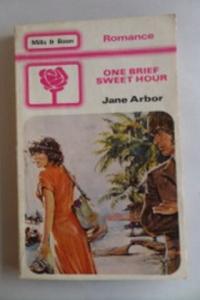 Mills & Boon
Romance
ONE BRIEF
SWEET HOUR
Jane Arbor